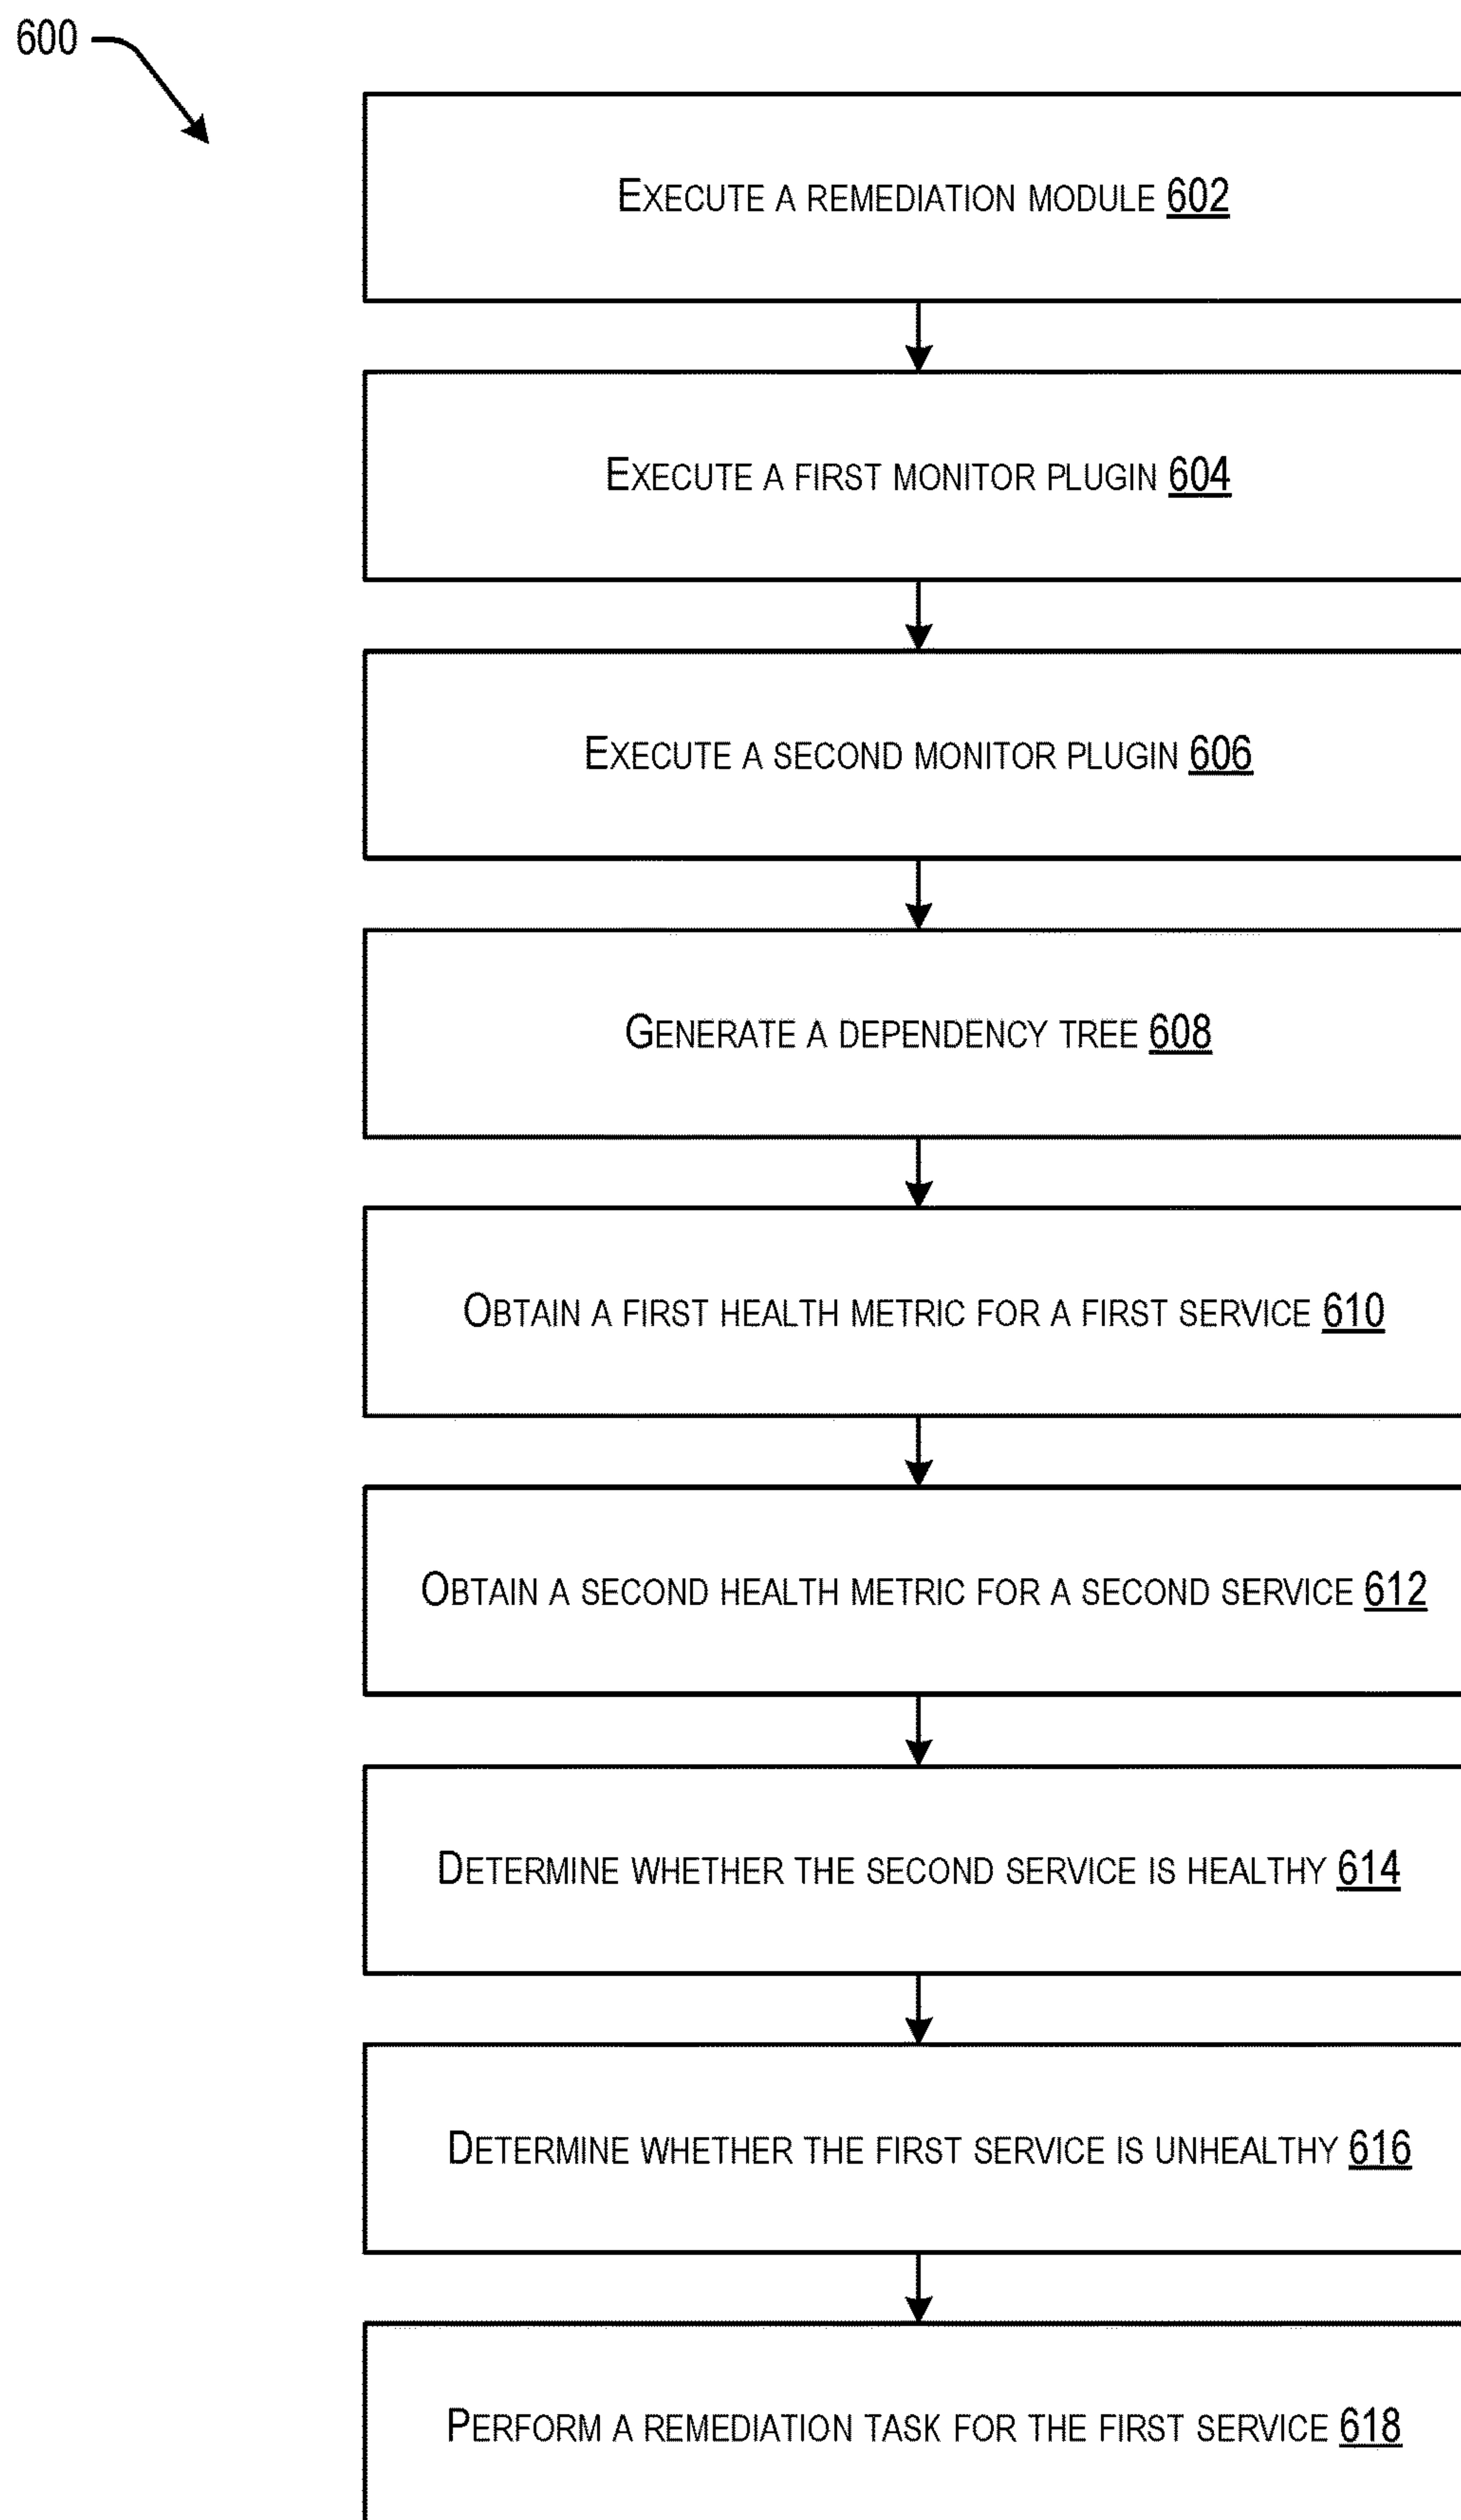 600
EXECUTE A REMEDIATION MODULE 602
EXECUTE A FIRST MONITOR PLUGIN 604
EXECUTE A SECOND MONITOR PLUGIN 606
GENERATE A DEPENDENCY TREE 608
OBTAIN A FIRST HEALTH METRIC FOR A FIRST SERVICE 610
OBTAIN A SECOND HEALTH METRIC FOR A SECOND SERVICE 612
DETERMINE WHETHER THE SECOND SERVICE IS HEALTHY 614
DETERMINE WHETHER THE FIRST SERVICE IS UNHEALTHY 616
PERFORM A REMEDIATION TASK FOR THE FIRST SERVICE 618